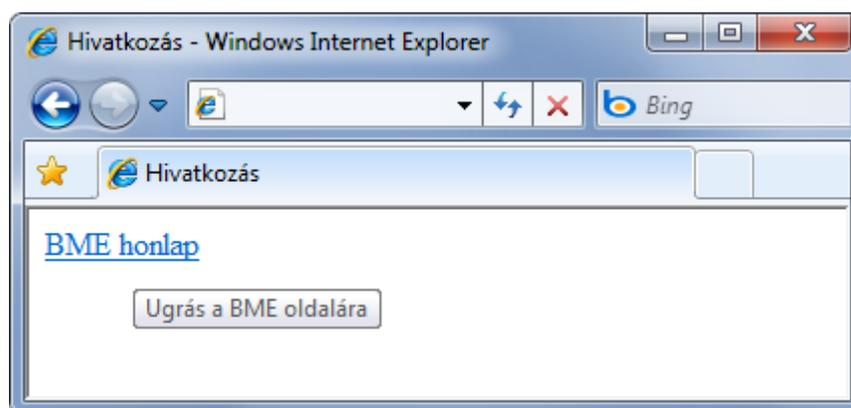 Hivatkozás - Windows Internet Explorer
Bing
Hivatkozás
BME honlap
Ugrás a BME oldalára